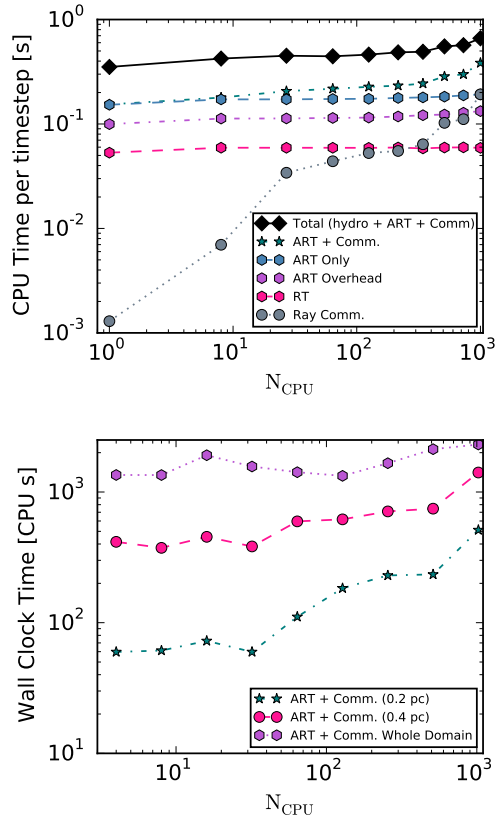 CPU Time per timestep [s]
10^0
10^-1
10^-2
10^-3
Total (hydro + ART + Comm)
ART + Comm.
ART Only
ART Overhead
RT
Ray Comm.
10^0 10^1 10^2 10^3
N_CPU
Wall Clock Time [CPU s]
10^3
10^2
10^1
ART + Comm. (0.2 pc)
ART + Comm. (0.4 pc)
ART + Comm. Whole Domain
10^1 10^2 10^3
N_CPU